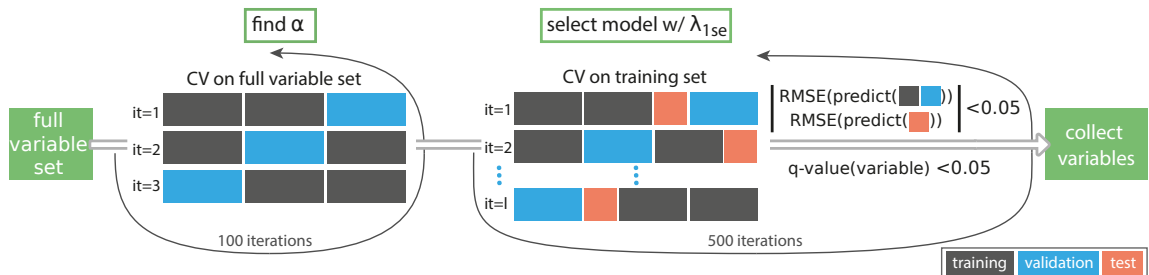 find α
select model w/ λ1se
CV on full variable set
CV on training set
full
variable
set
it=1
it=2
it=3
100 iterations
it=1
it=2
it=l
500 iterations
RMSE(predict( ))
RMSE(predict( ))
<0.05
q-value(variable) <0.05
collect
variables
training validation test